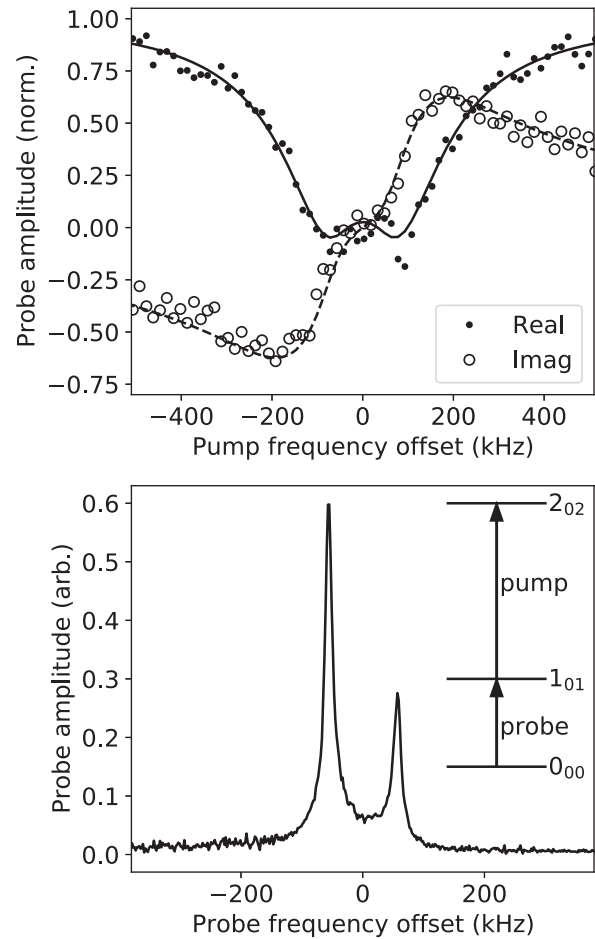 1.00
0.75
0.50
0.25
0.00
−0.25
−0.50
−0.75
Probe amplitude (norm.)
Real
Imag
−400 −200 0 200 400
Pump frequency offset (kHz)
0.6
0.5
0.4
0.3
0.2
0.1
0.0
Probe amplitude (arb.)
2₀₂
pump
1₀₁
probe
0₀₀
−200 0 200
Probe frequency offset (kHz)